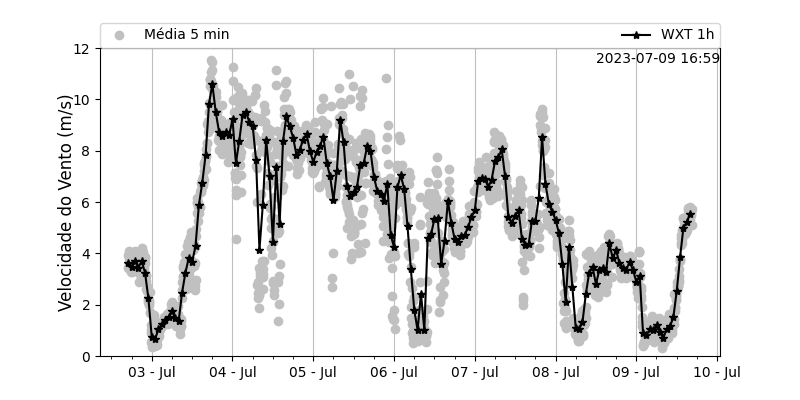 Média 5 min
WXT 1h
2023-07-09 16:59
Velocidade do Vento (m/s)
12
10
8
6
4
2
0
03 - Jul
04 - Jul
05 - Jul
06 - Jul
07 - Jul
08 - Jul
09 - Jul
10 - Jul